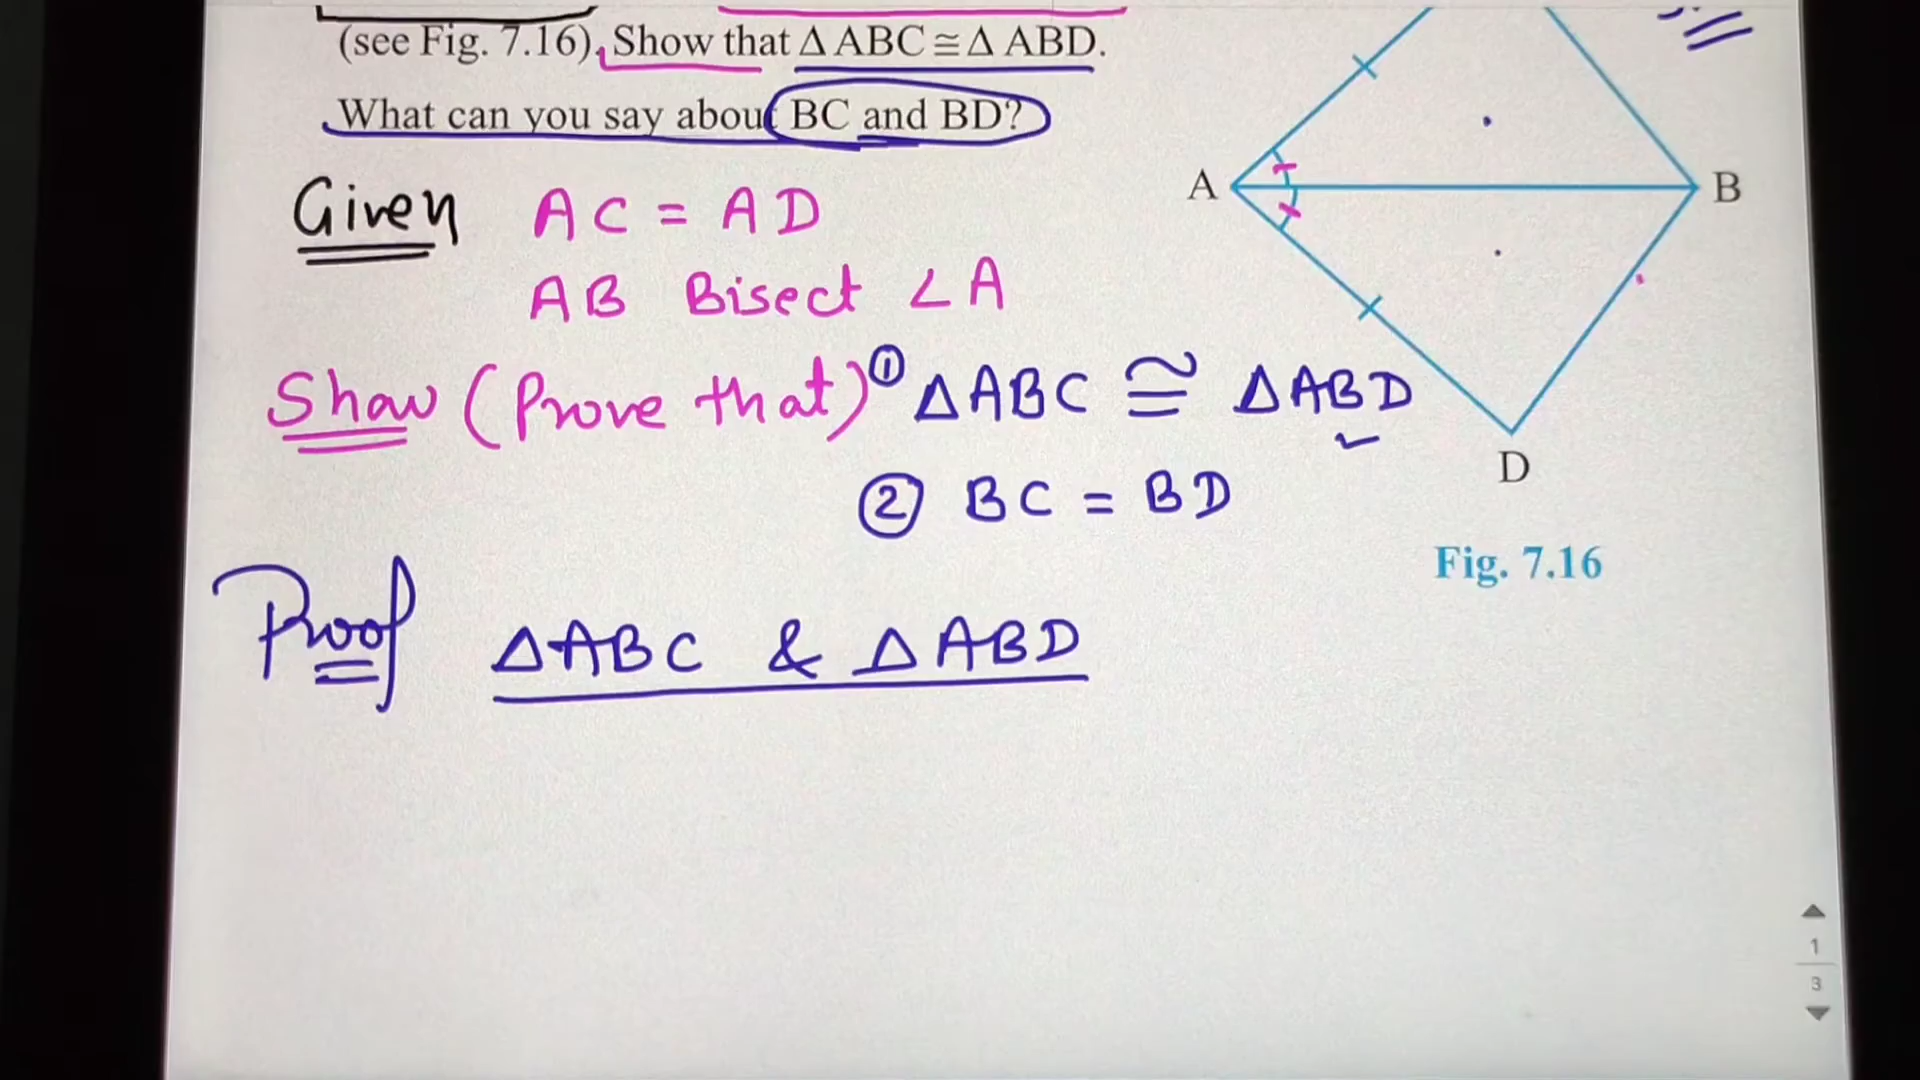 (see Fig. 7.16). Show that Δ ABC ≅ Δ ABD.
What can you say about BC and BD?
A
B
Given AC = AD
AB Bisect ∠A
Show (Prove that) ① ΔABC ≅ ΔABD
D
② BC = BD
Fig. 7.16
Proof ΔABC & ΔABD
1
3